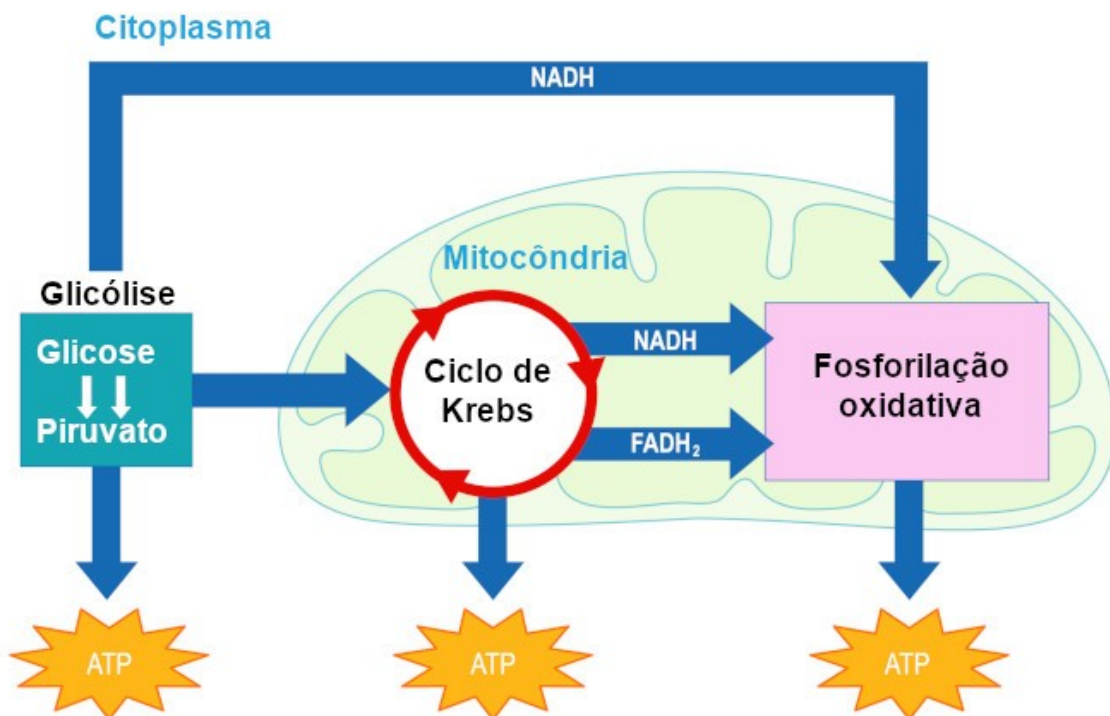 Citoplasma
NADH
Mitocôndria
Glicólise
Glicose
Piruvato
Ciclo de
Krebs
NADH
FADH₂
Fosforilação
oxidativa
ATP
ATP
ATP